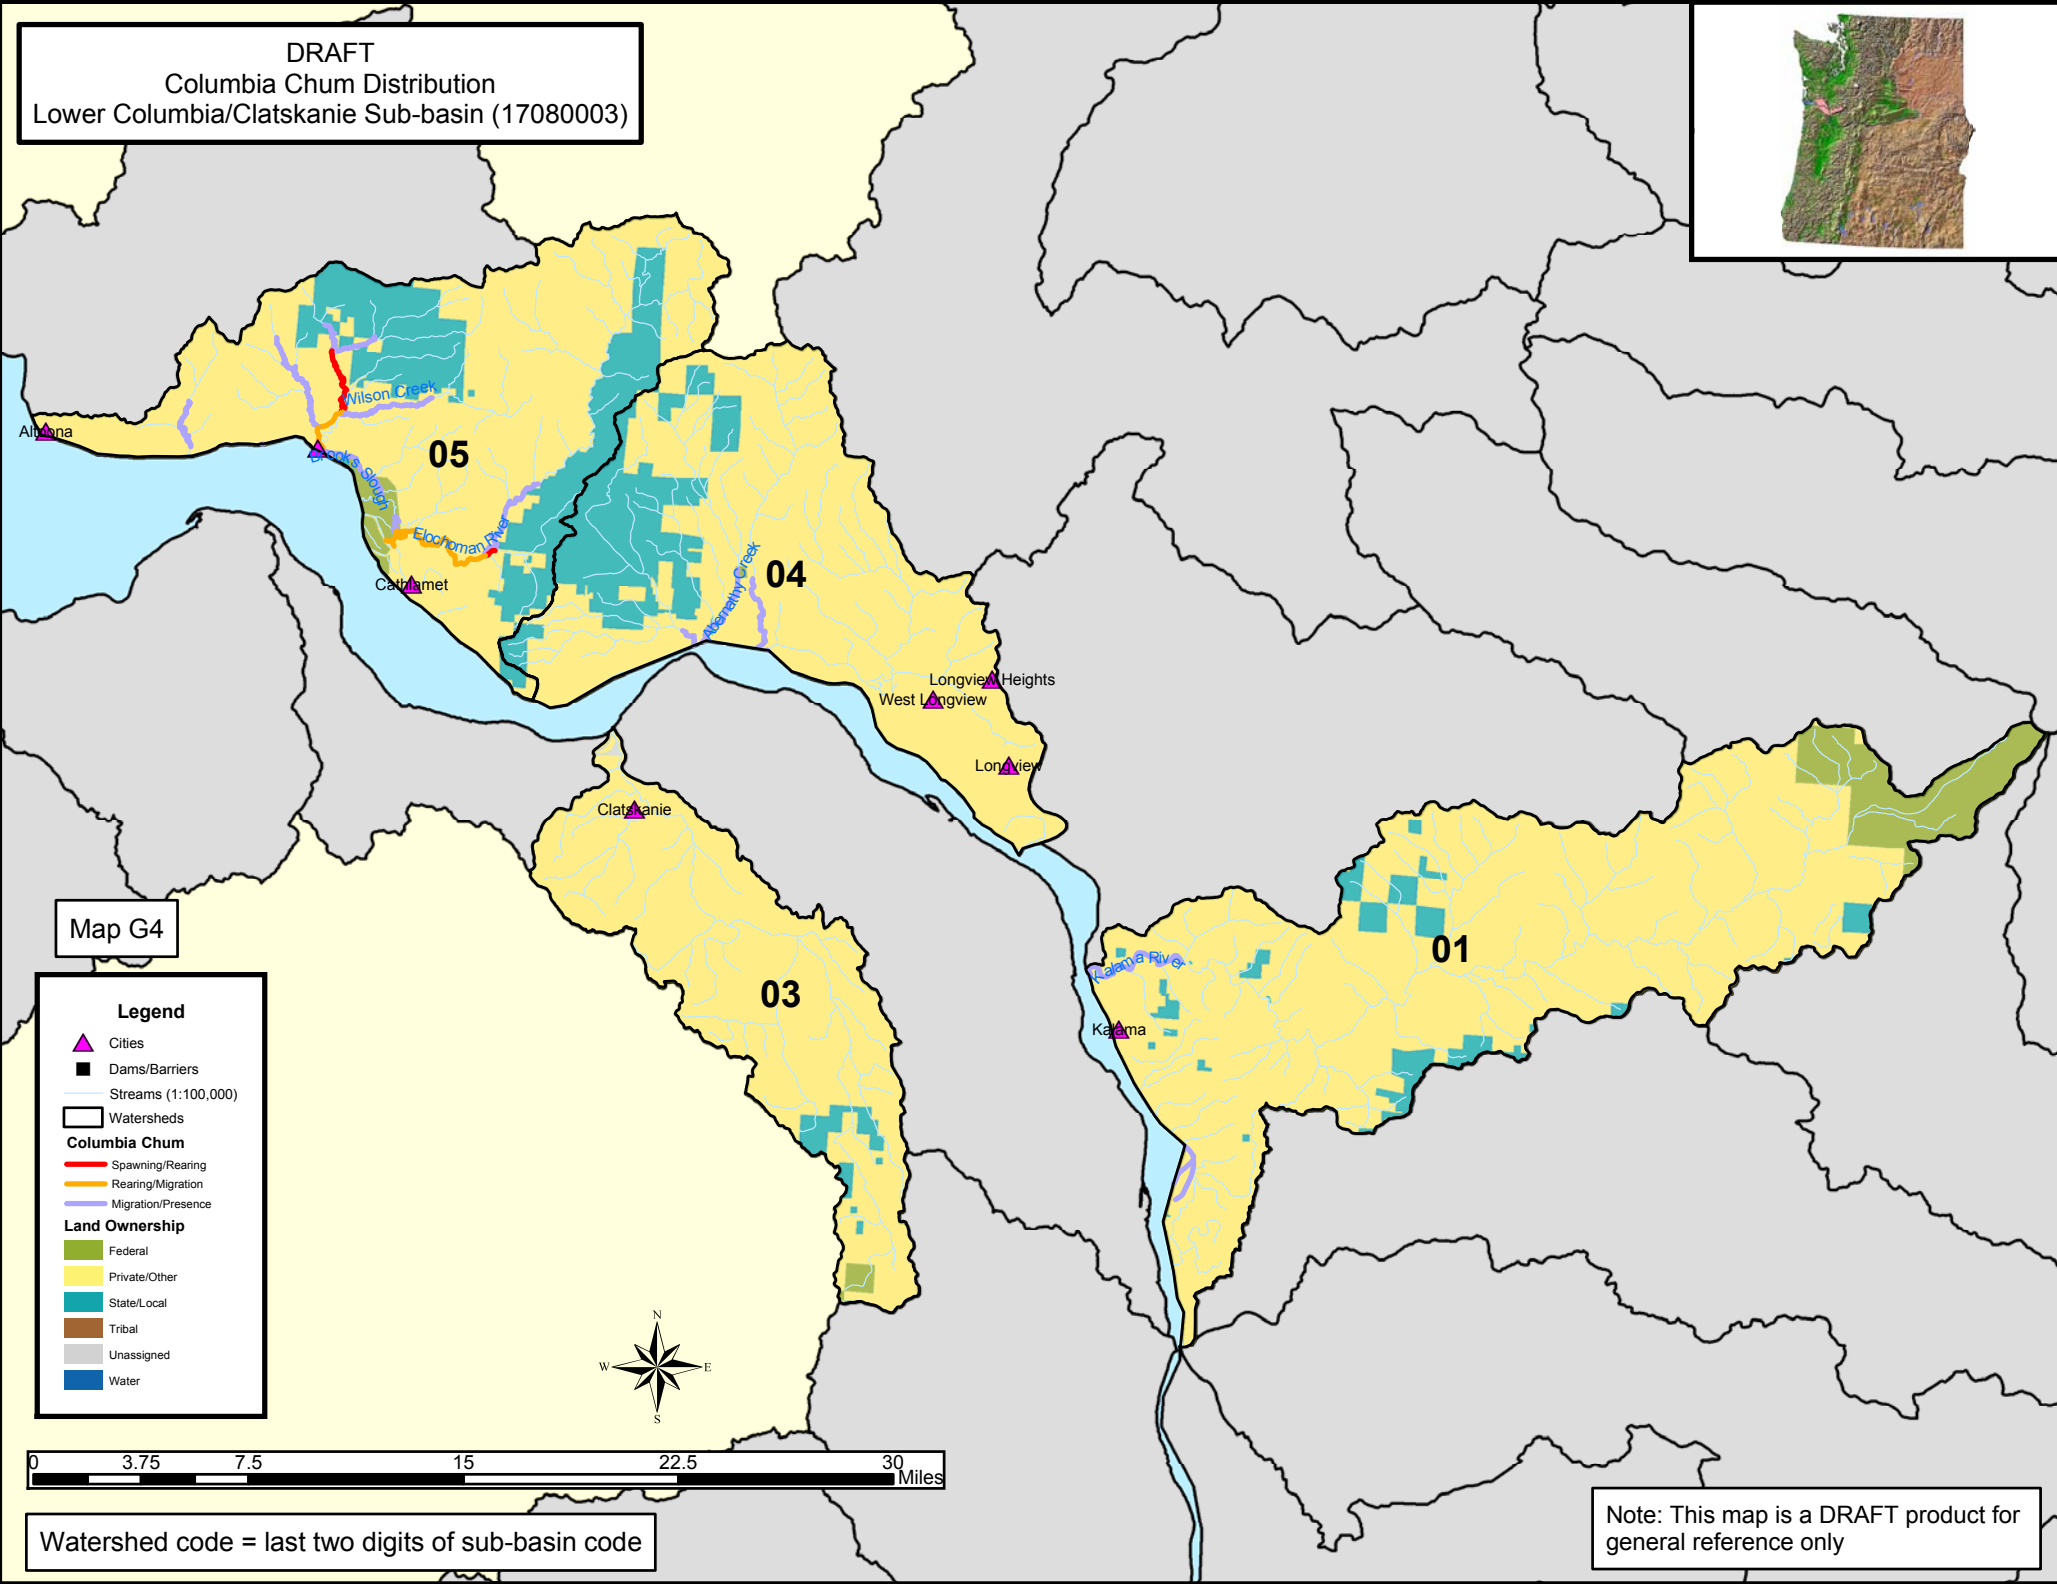 DRAFT
Columbia Chum Distribution
Lower Columbia/Clatskanie Sub-basin (17080003)
Wilson Creek
05
Altoona
Brooks Slough
Elochoman River
Cathlamet
Abernathy Creek
04
Longview Heights
West Longview
Longview
Clatskanie
03
01
Kalama River
Kalama
Map G4
Legend
Cities
Dams/Barriers
Streams (1:100,000)
Watersheds
Columbia Chum
Spawning/Rearing
Rearing/Migration
Migration/Presence
Land Ownership
Federal
Private/Other
State/Local
Tribal
Unassigned
Water
N
W E
S
0 3.75 7.5 15 22.5 30
Miles
Watershed code = last two digits of sub-basin code
Note: This map is a DRAFT product for
general reference only